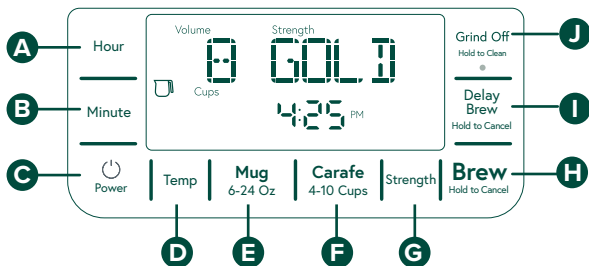 A
Hour
B
Minute
C
Power
Volume
Strength
8 GOLD
Cups
4:25 PM
Grind Off
Hold to Clean
J
Delay
Brew
Hold to Cancel
I
Temp
Mug
6-24 Oz
Carafe
4-10 Cups
Strength
Brew
Hold to Cancel
H
D
E
F
G